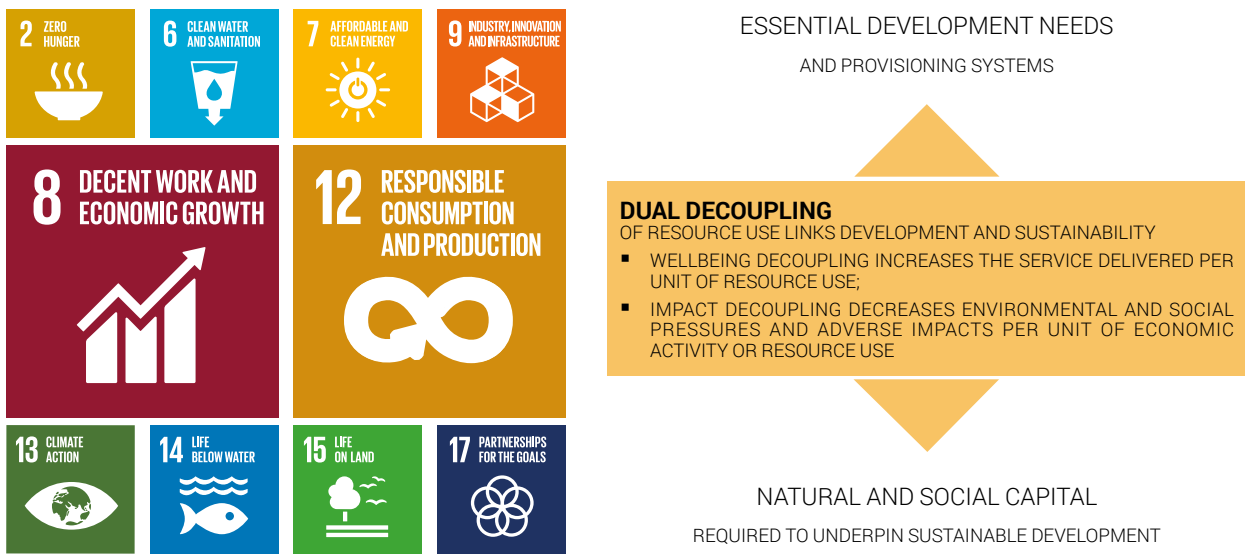 2 ZERO
HUNGER
6 CLEAN WATER
AND SANITATION
7 AFFORDABLE AND
CLEAN ENERGY
9 INDUSTRY, INNOVATION
AND INFRASTRUCTURE
8 DECENT WORK AND
ECONOMIC GROWTH
12 RESPONSIBLE
CONSUMPTION
AND PRODUCTION
13 CLIMATE
ACTION
14 LIFE
BELOW WATER
15 LIFE
ON LAND
17 PARTNERSHIPS
FOR THE GOALS
ESSENTIAL DEVELOPMENT NEEDS
AND PROVISIONING SYSTEMS
DUAL DECOUPLING
OF RESOURCE USE LINKS DEVELOPMENT AND SUSTAINABILITY
▪ WELLBEING DECOUPLING INCREASES THE SERVICE DELIVERED PER
UNIT OF RESOURCE USE;
▪ IMPACT DECOUPLING DECREASES ENVIRONMENTAL AND SOCIAL
PRESSURES AND ADVERSE IMPACTS PER UNIT OF ECONOMIC
ACTIVITY OR RESOURCE USE
NATURAL AND SOCIAL CAPITAL
REQUIRED TO UNDERPIN SUSTAINABLE DEVELOPMENT